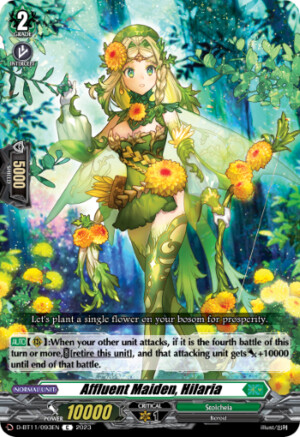 2
GRADE
INTERCEPT
5000
SHIELD
Let's plant a single flower on your bosom for prosperity.
AUTO :When your other unit attacks, if it is the fourth battle of this
turn or more, [retire this unit], and that attacking unit gets +10000
until end of that battle.
NORMAL UNIT
Affluent Maiden, Hilaria
D-BT11/093EN C 2023
POWER 10000
CRITICAL
1
Stoicheia